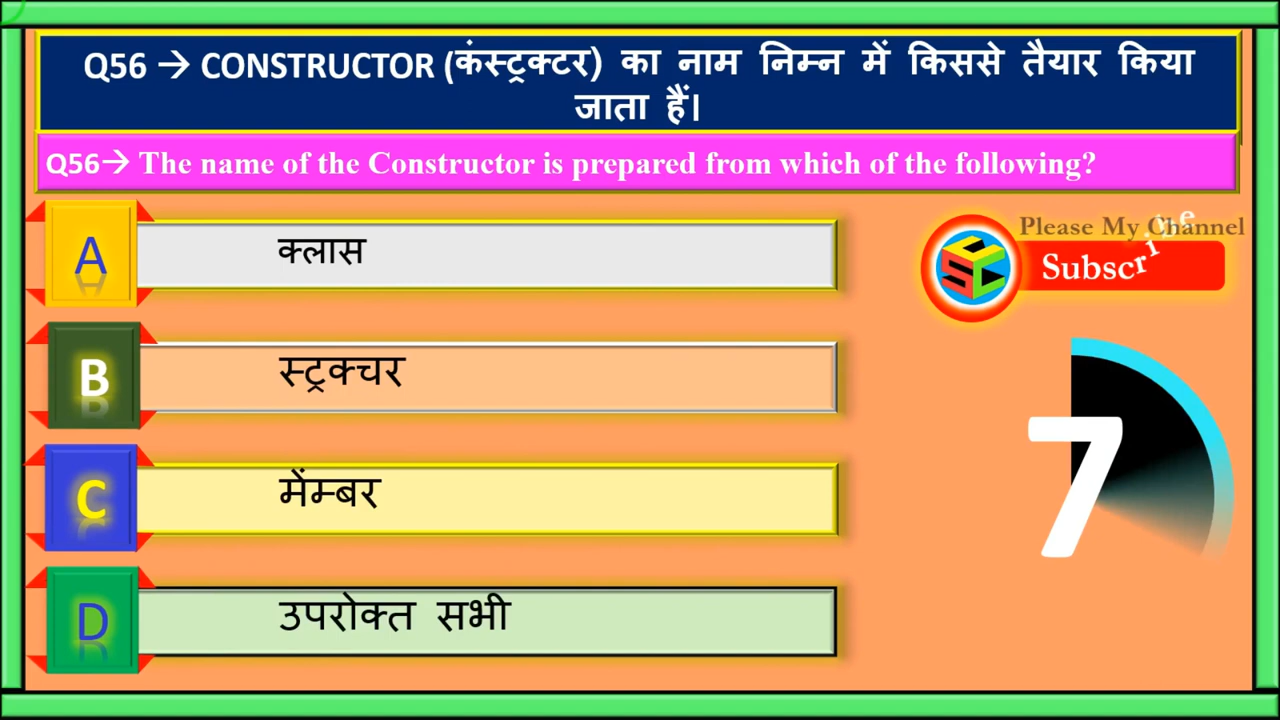 Q56 → CONSTRUCTOR (कंस्ट्रक्टर) का नाम निम्न में किससे तैयार किया
जाता हैं।
Q56→ The name of the Constructor is prepared from which of the following?
A क्लास
Please My Channel
Subscribe
B स्ट्रक्चर
7
C मेंम्बर
D उपरोक्त सभी